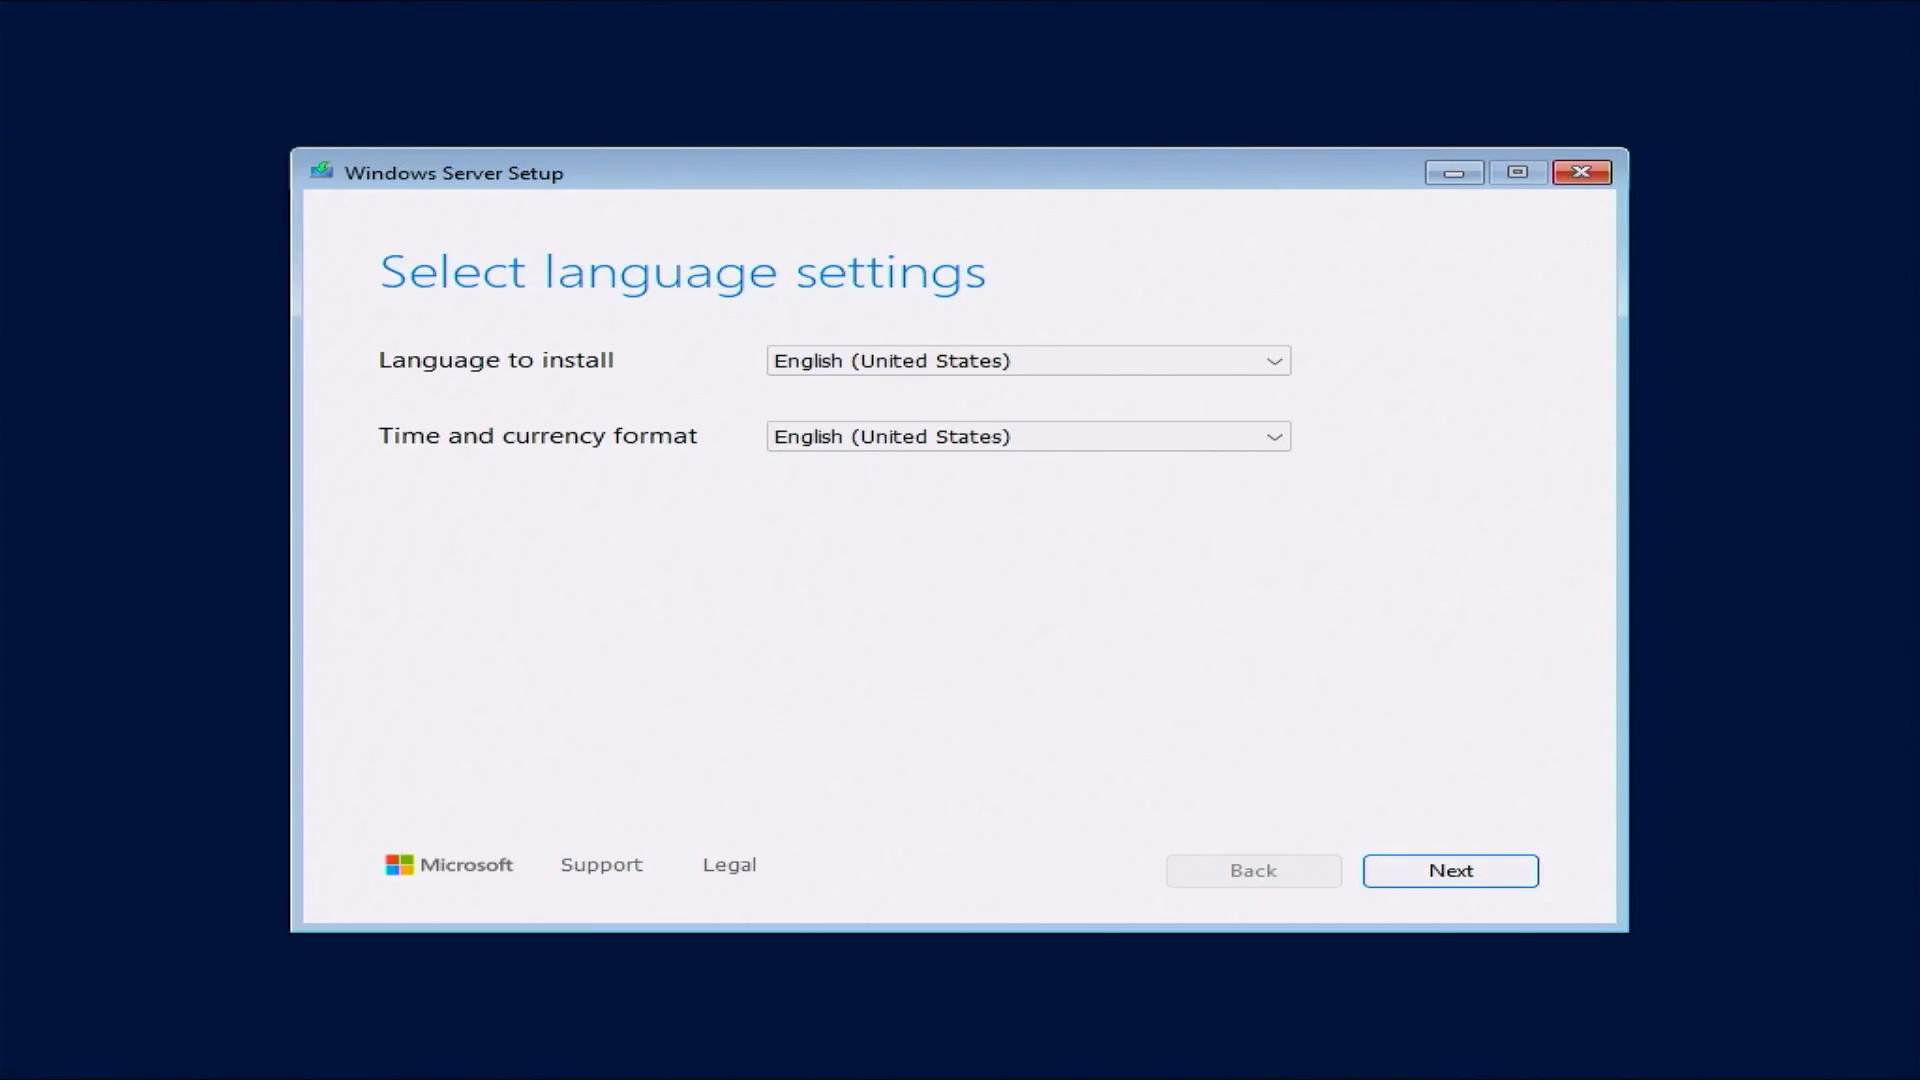 Windows Server Setup
Select language settings
Language to install
English (United States)
Time and currency format
English (United States)
Microsoft
Support
Legal
Back
Next